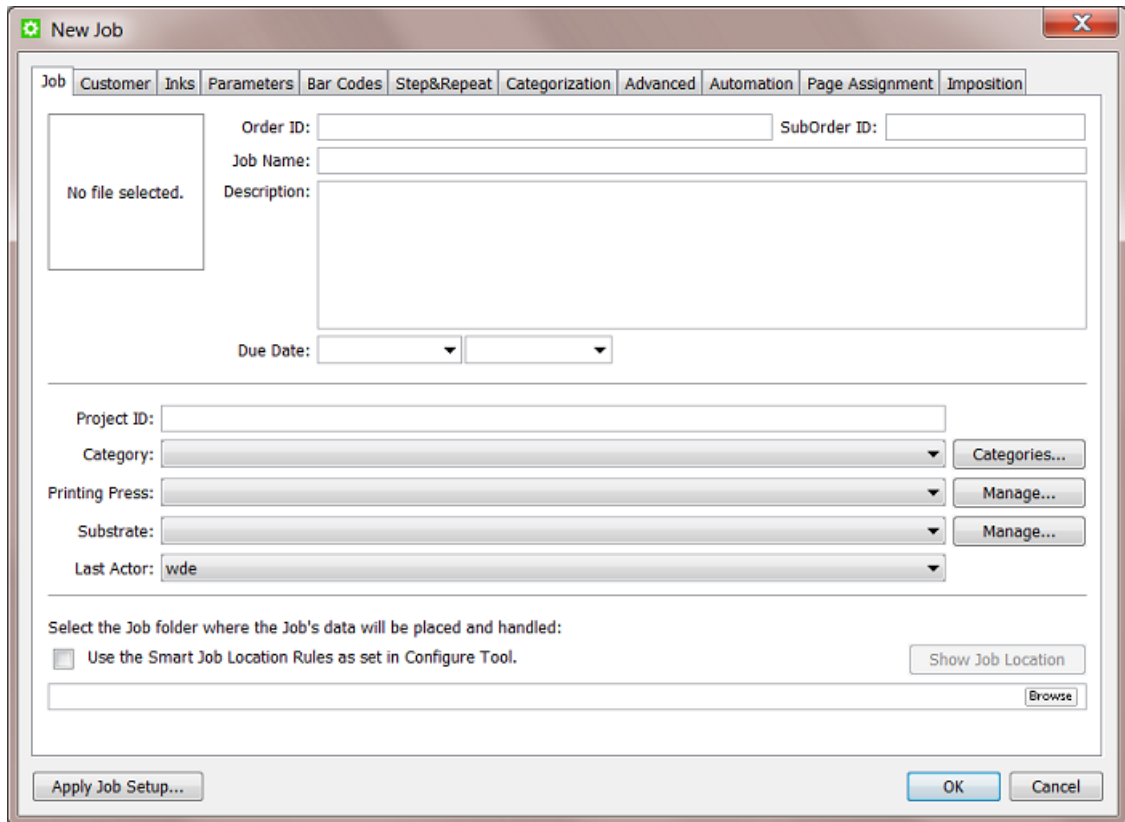 New Job
Job Customer Inks Parameters Bar Codes Step&Repeat Categorization Advanced Automation Page Assignment Imposition
No file selected.
Order ID: SubOrder ID:
Job Name:
Description:
Due Date:
Project ID:
Category: Categories...
Printing Press: Manage...
Substrate: Manage...
Last Actor: wde
Select the Job folder where the Job's data will be placed and handled:
Use the Smart Job Location Rules as set in Configure Tool.
Show Job Location
Browse
Apply Job Setup... OK Cancel